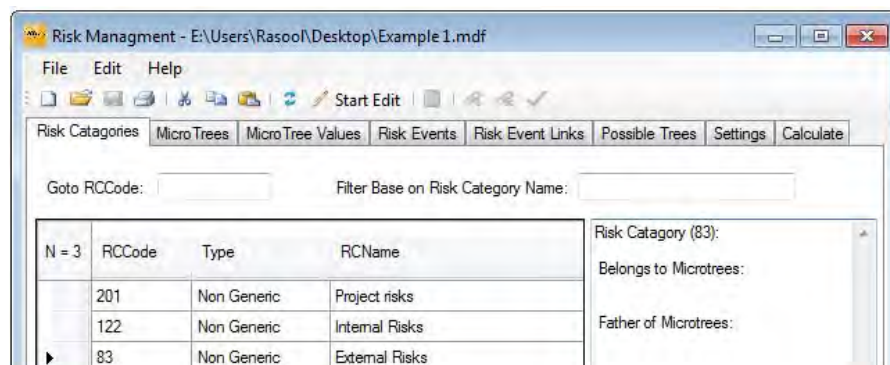 Risk Managment - E:\Users\Rasool\Desktop\Example 1.mdf
File Edit Help
Start Edit
Risk Catagories MicroTrees MicroTree Values Risk Events Risk Event Links Possible Trees Settings Calculate
Goto RCCode: Filter Base on Risk Category Name:
N = 3 RCCode Type RCName
201 Non Generic Project risks
122 Non Generic Internal Risks
83 Non Generic External Risks
Risk Catagory (83):
Belongs to Microtrees:
Father of Microtrees: